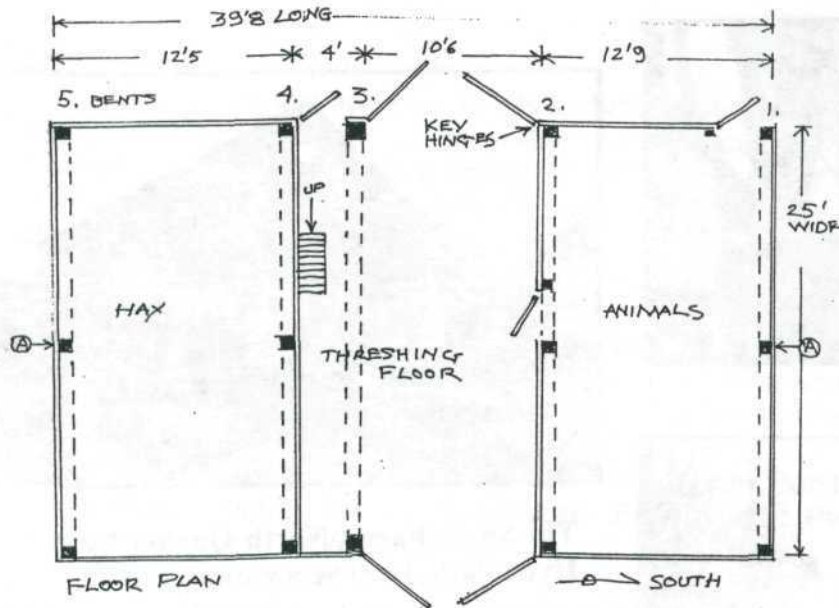 39'8 LONG
12'5 4' 10'6 12'9
5. BENTS 4. 3. 2. 1.
KEY
HINGES
UP
25'
WIDE
HAY
ANIMALS
A A
THRESHING
FLOOR
FLOOR PLAN
SOUTH